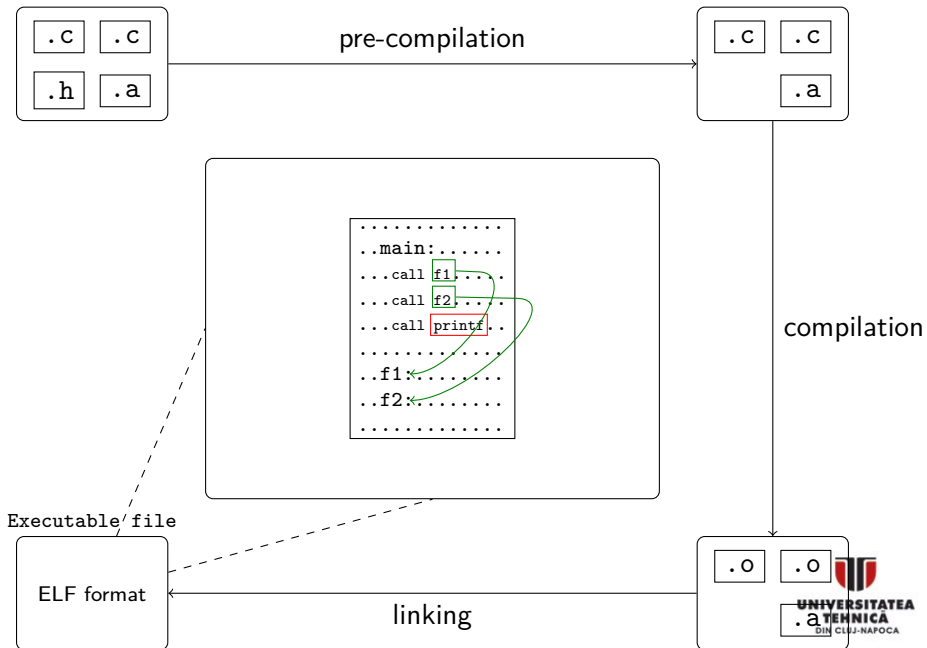 .c .c
.h .a
pre-compilation
.c .c
.a
.............
..main:......
...call f1.....
...call f2.....
...call printf..
.............
..f1:........
..f2:........
.............
compilation
Executable file
ELF format
linking
.o .o
.a
UNIVERSITATEA
TEHNICĂ
DIN CLUJ-NAPOCA